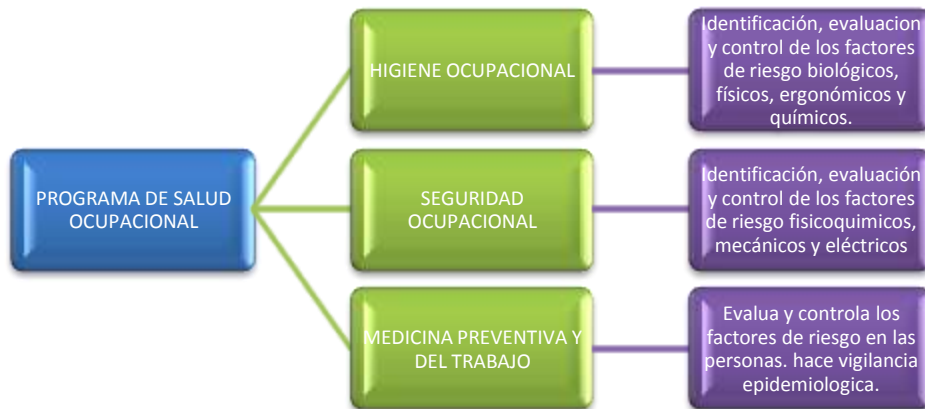 PROGRAMA DE SALUD
OCUPACIONAL
HIGIENE OCUPACIONAL
Identificación, evaluacion
y control de los factores
de riesgo biológicos,
físicos, ergonómicos y
químicos.
SEGURIDAD
OCUPACIONAL
Identificación, evaluación
y control de los factores
de riesgo fisicoquimicos,
mecánicos y eléctricos
MEDICINA PREVENTIVA Y
DEL TRABAJO
Evalua y controla los
factores de riesgo en las
personas. hace vigilancia
epidemiologica.